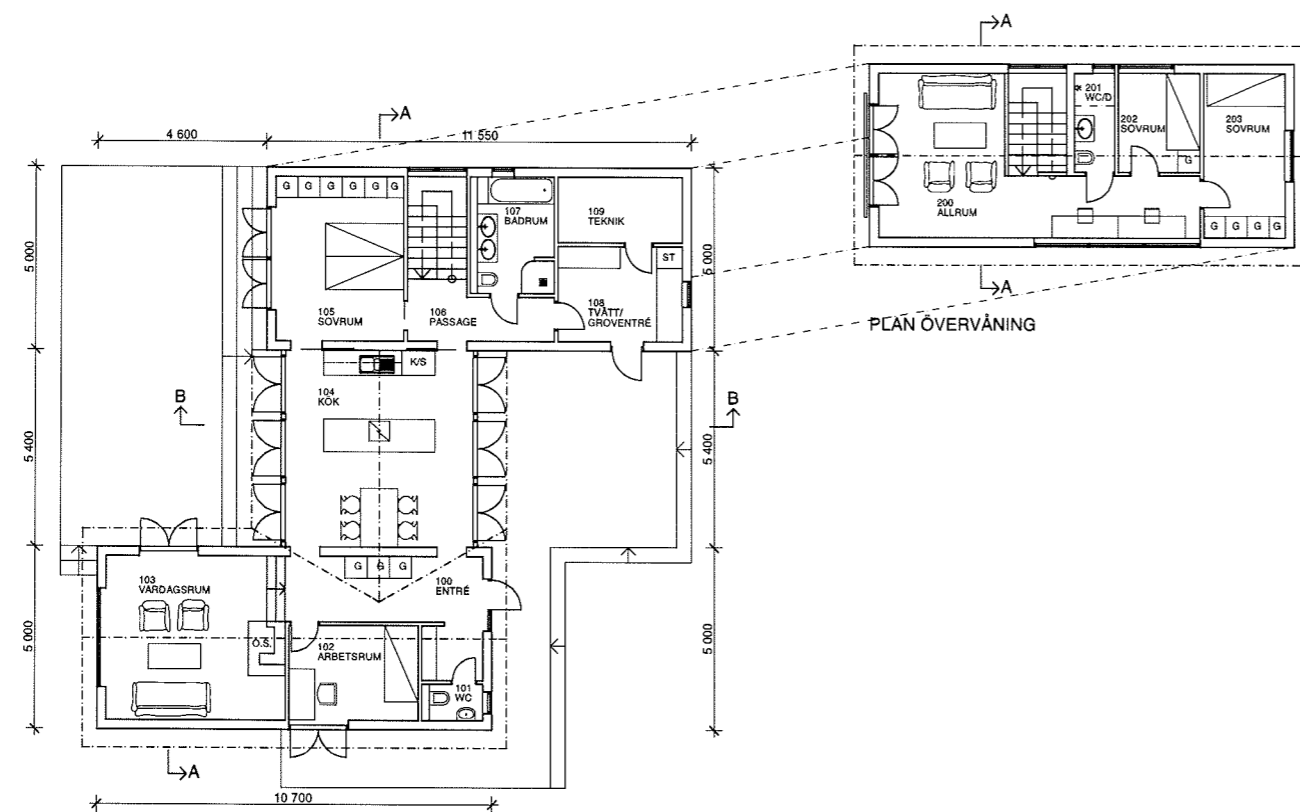 A
A
4 600
11 550
201
WC/D
202
SOVRUM
203
SOVRUM
G
200
ALLRUM
G G G G
A
PLAN ÖVERVÅNING
G G G G G G
107
BADRUM
109
TEKNIK
5 000
5 000
ST
105
SOVRUM
106
PASSAGE
108
TVÄTT/
GROVENTRÉ
K/S
104
KÖK
B
B
5 400
5 400
G G G
100
ENTRÉ
103
VARDAGSRUM
Ö.S.
102
ARBETSRUM
101
WC
5 000
5 000
A
10 700